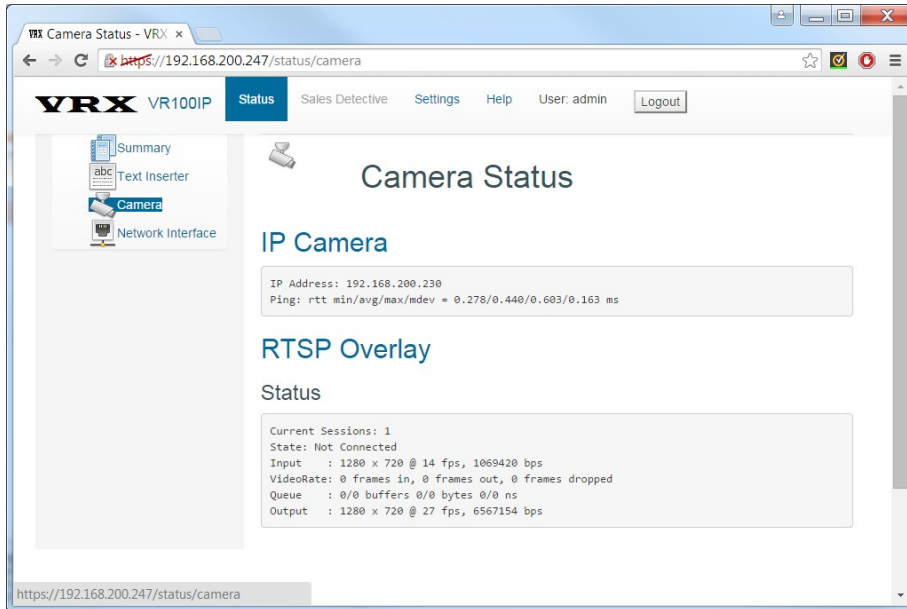 VRX Camera Status - VRX ×
https://192.168.200.247/status/camera
VRX VR100IP Status Sales Detective Settings Help User: admin Logout
Summary
abc Text Inserter
Camera
Network Interface
Camera Status
IP Camera
IP Address: 192.168.200.230
Ping: rtt min/avg/max/mdev = 0.278/0.440/0.603/0.163 ms
RTSP Overlay
Status
Current Sessions: 1
State: Not Connected
Input : 1280 x 720 @ 14 fps, 1069420 bps
VideoRate: 0 frames in, 0 frames out, 0 frames dropped
Queue : 0/0 buffers 0/0 bytes 0/0 ns
Output : 1280 x 720 @ 27 fps, 6567154 bps
https://192.168.200.247/status/camera